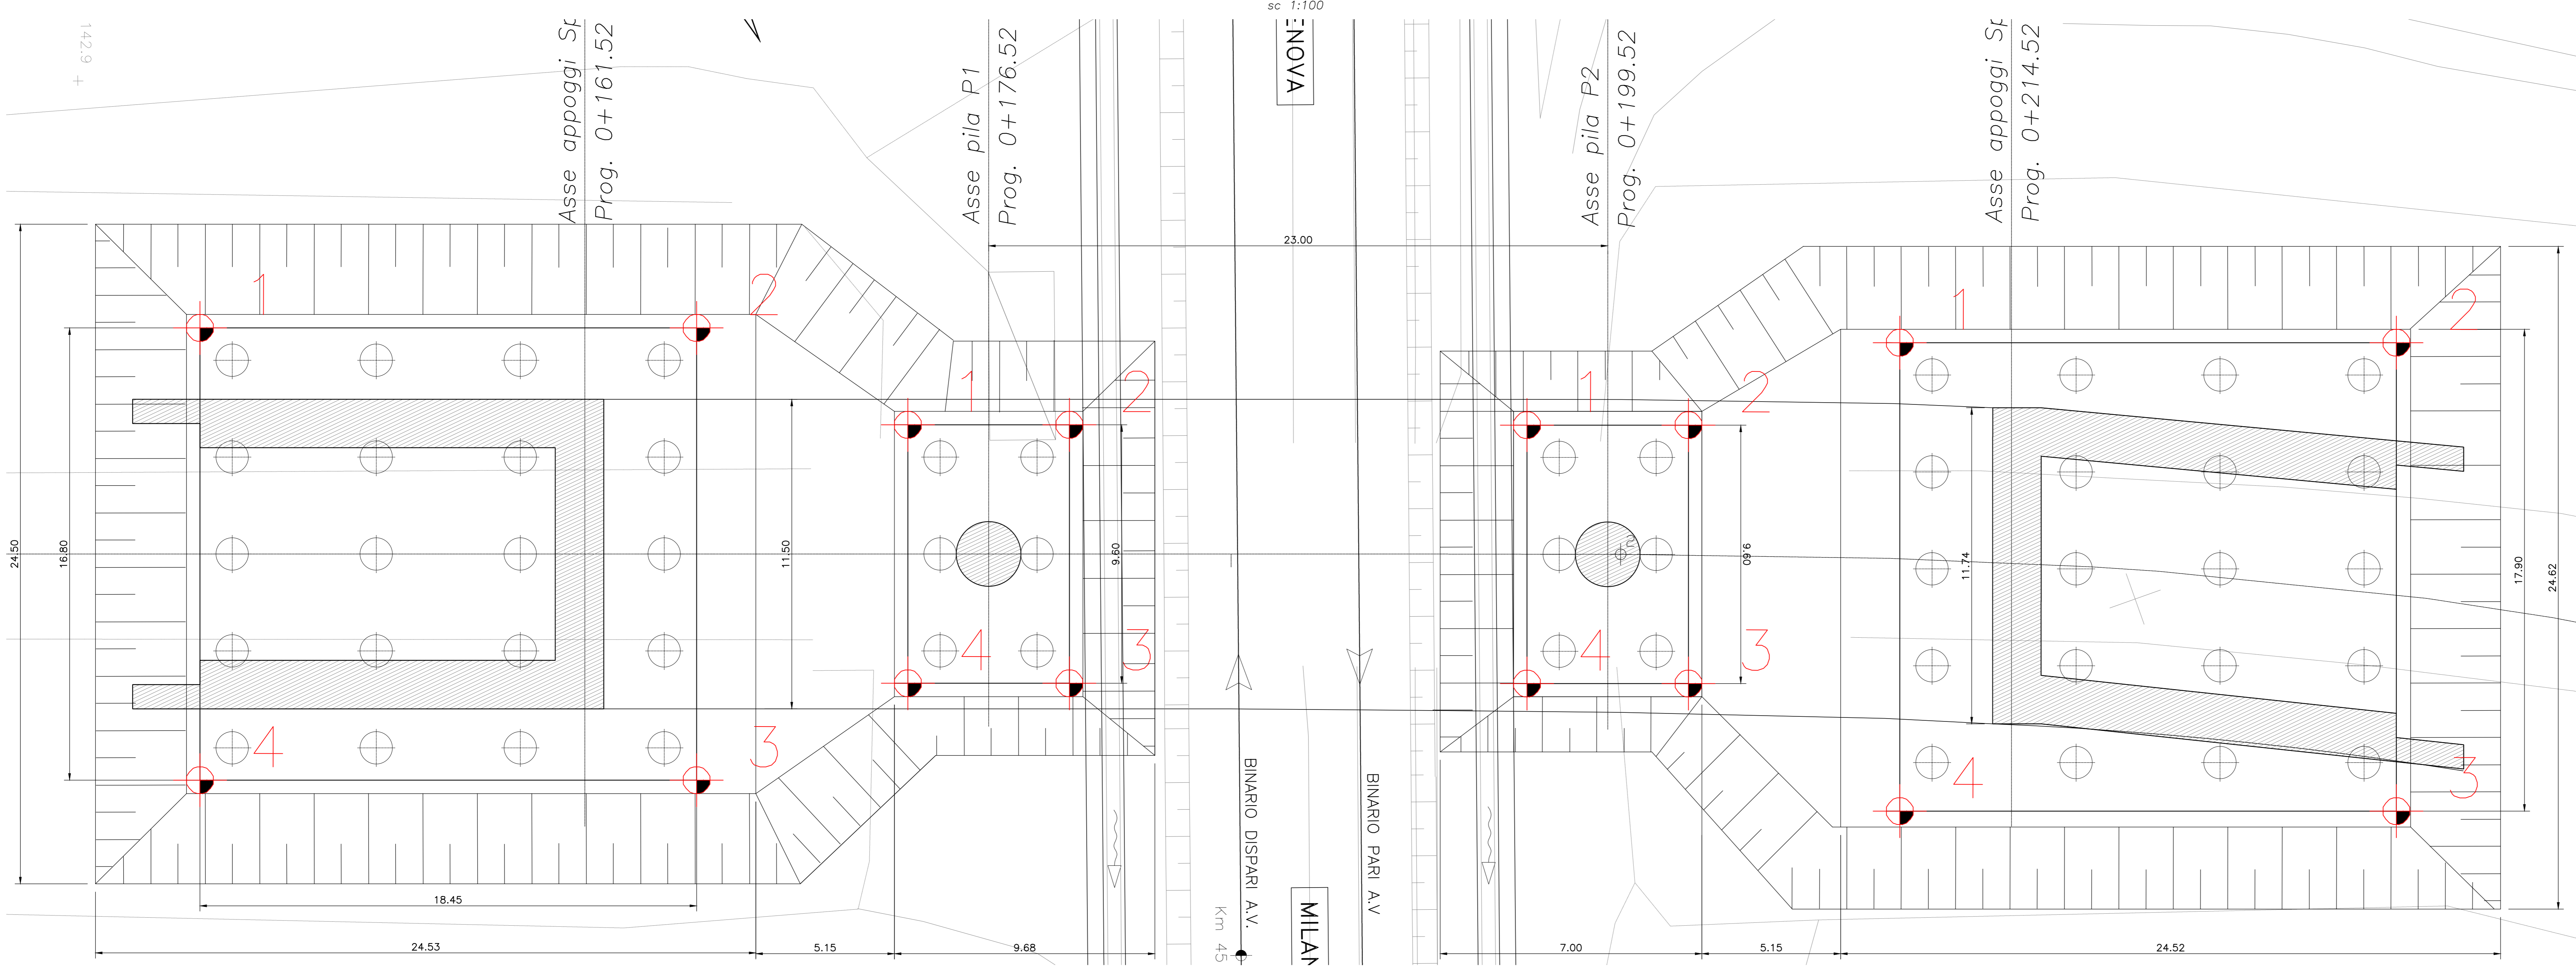 sc 1:100
142.9
Asse appoggi
Prog. 0+161.52
Asse pila P1
Prog. 0+176.52
ENOVA
Asse pila P2
Prog. 0+199.52
Asse appoggi
Prog. 0+214.52
23.00
1
2
1
2
1
2
1
2
24.50
16.80
11.50
9.60
2
9.60
11.74
17.90
24.62
4
3
4
3
4
3
4
3
BINARIO DISPARI A.V.
BINARIO PARI A.V
Km 45
MILAN
18.45
24.53
5.15
9.68
7.00
5.15
24.52